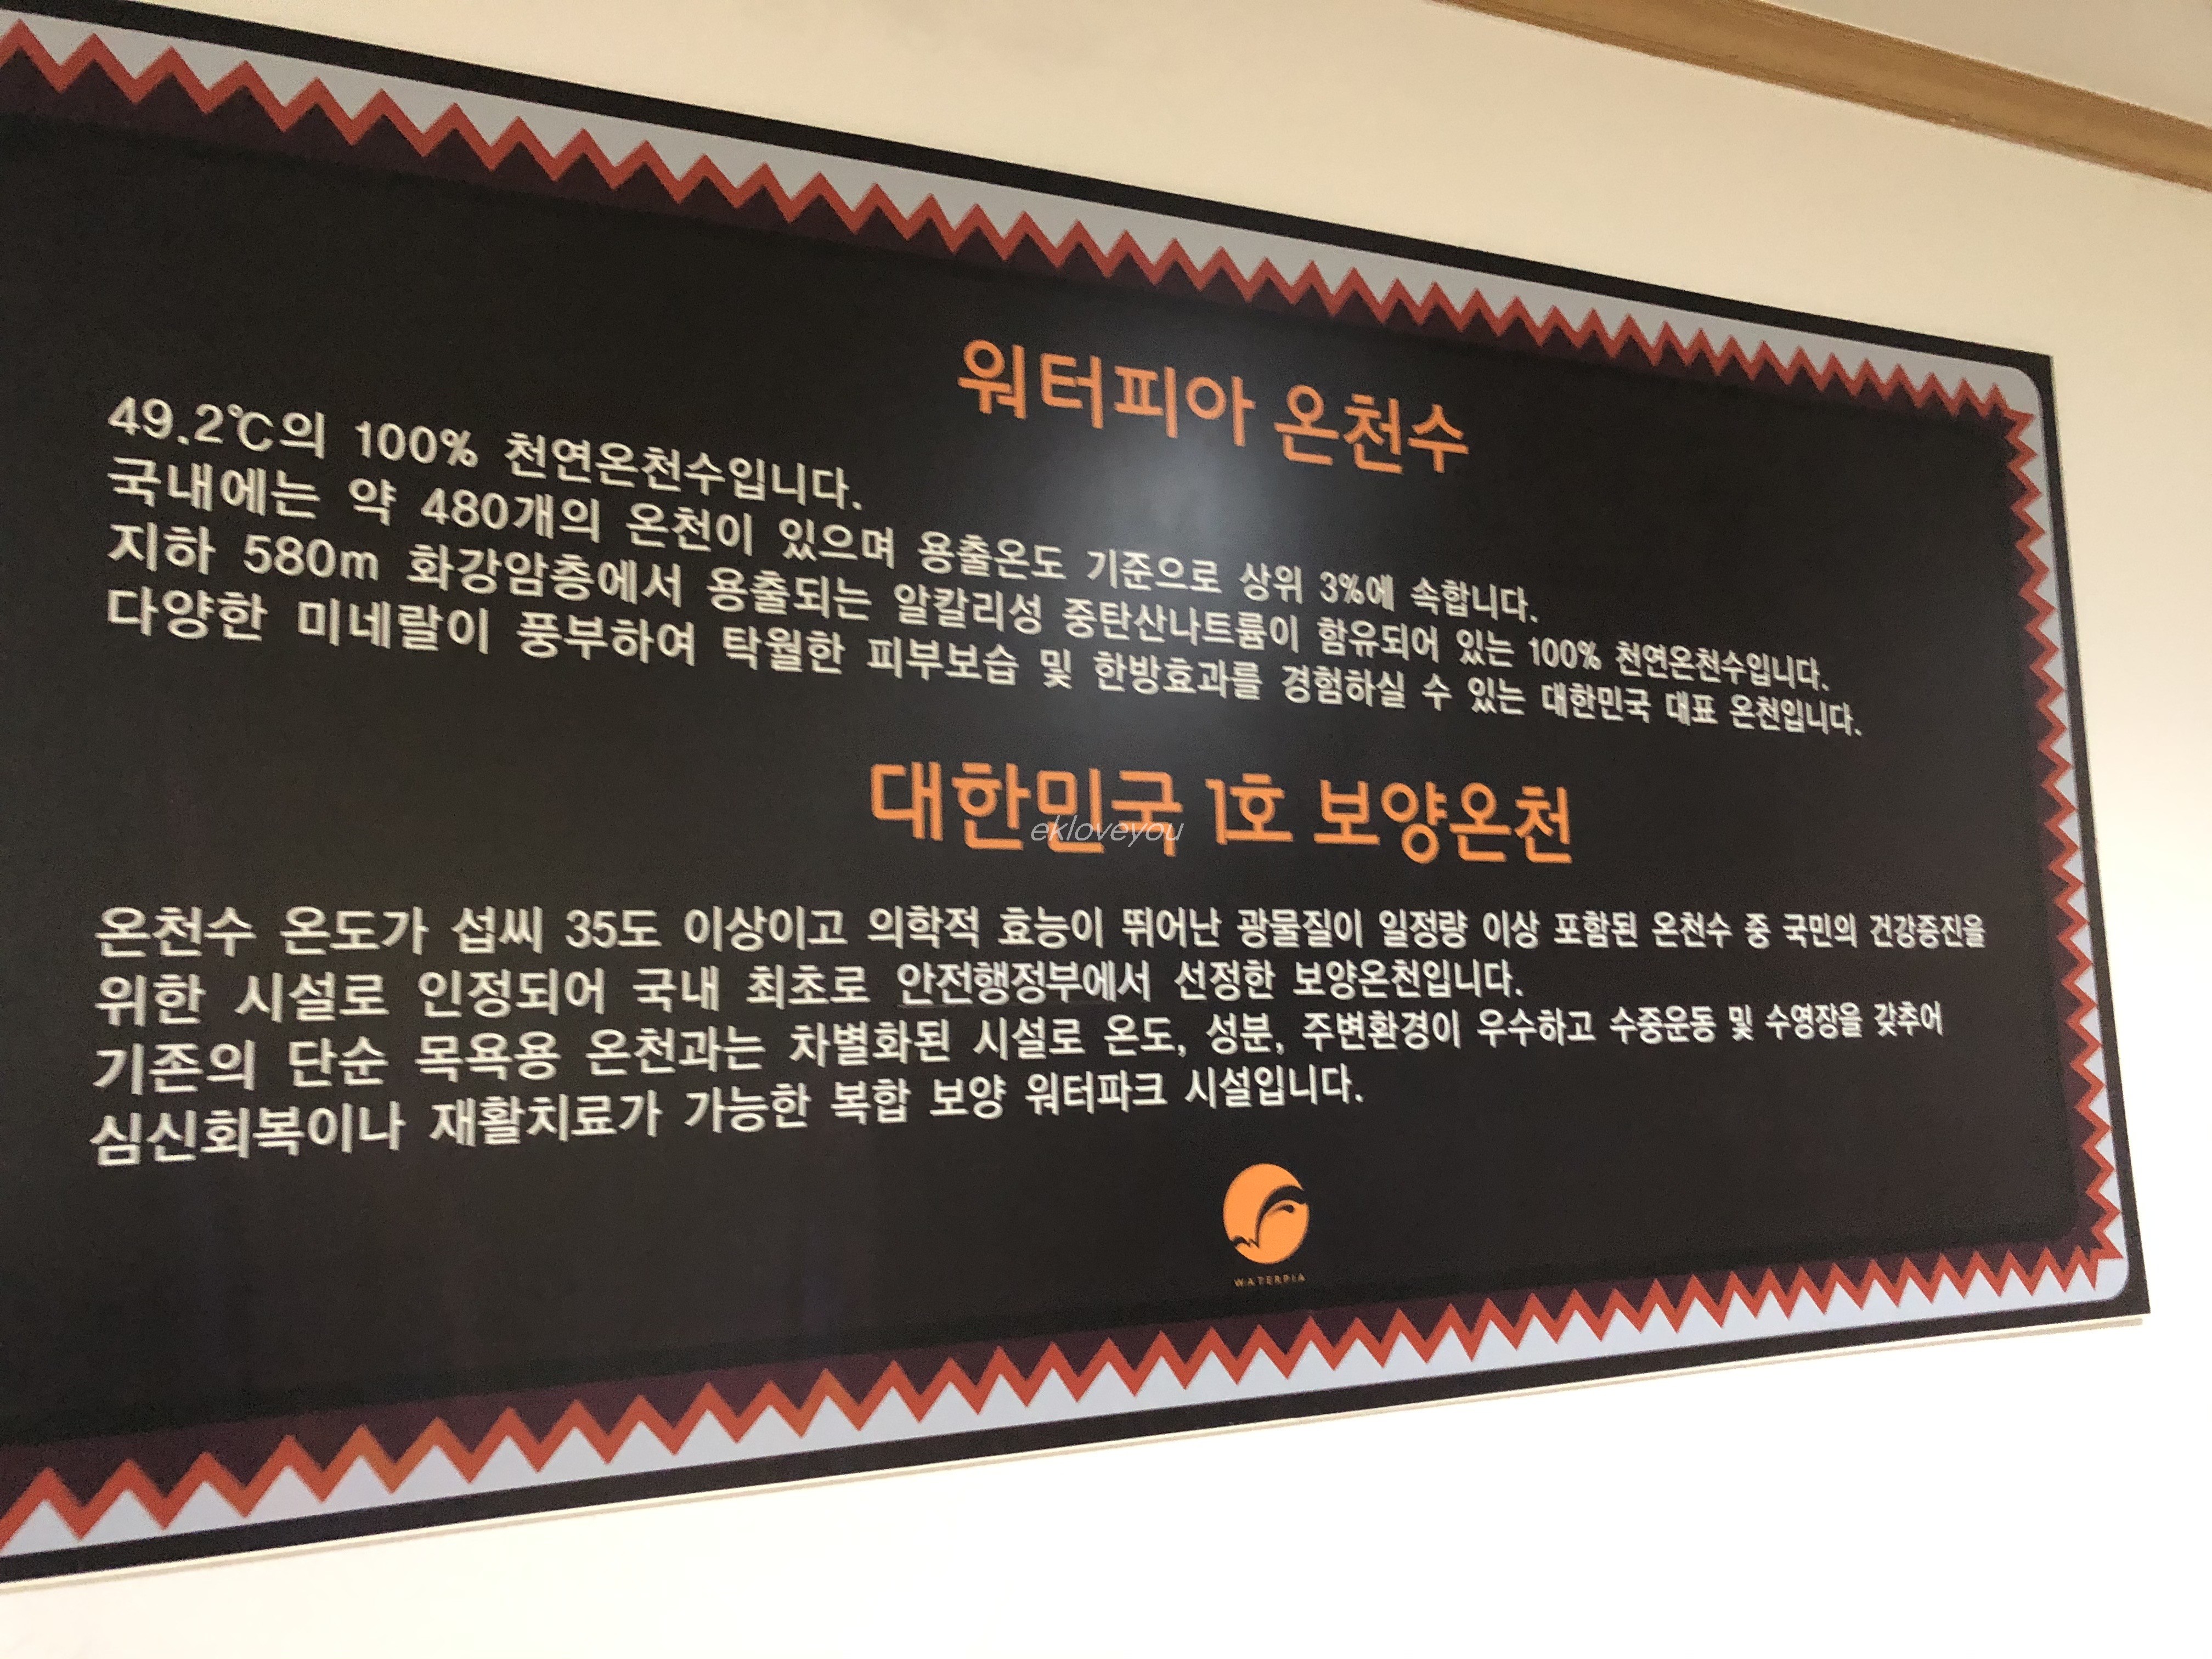 워터피아 온천수
49.2℃의 100% 천연온천수입니다.
국내에는 약 480개의 온천이 있으며 용출온도 기준으로 상위 3%에 속합니다.
지하 580m 화강암층에서 용출되는 알칼리성 중탄산나트륨이 함유되어 있는 100% 천연온천수입니다.
다양한 미네랄이 풍부하여 탁월한 피부보습 및 한방효과를 경험하실 수 있는 대한민국 대표 온천입니다.
대한민국 1호 보양온천
ekloveyou
온천수 온도가 섭씨 35도 이상이고 의학적 효능이 뛰어난 광물질이 일정량 이상 포함된 온천수 중 국민의 건강증진을
위한 시설로 인정되어 국내 최초로 안전행정부에서 선정한 보양온천입니다.
기존의 단순 목욕용 온천과는 차별화된 시설로 온도, 성분, 주변환경이 우수하고 수중운동 및 수영장을 갖추어
심신회복이나 재활치료가 가능한 복합 보양 워터파크 시설입니다.
WATERPIA